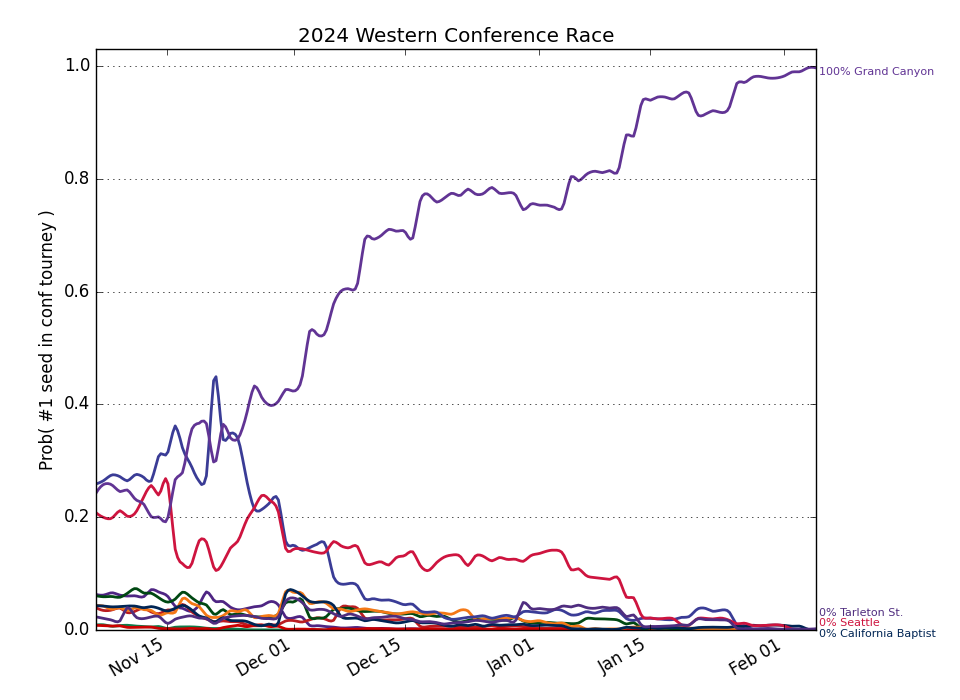 2024 Western Conference Race
Prob( #1 seed in conf tourney )
1.0
0.8
0.6
0.4
0.2
0.0
Nov 15
Dec 01
Dec 15
Jan 01
Jan 15
Feb 01
100% Grand Canyon
0% Tarleton St.
0% Seattle
0% California Baptist